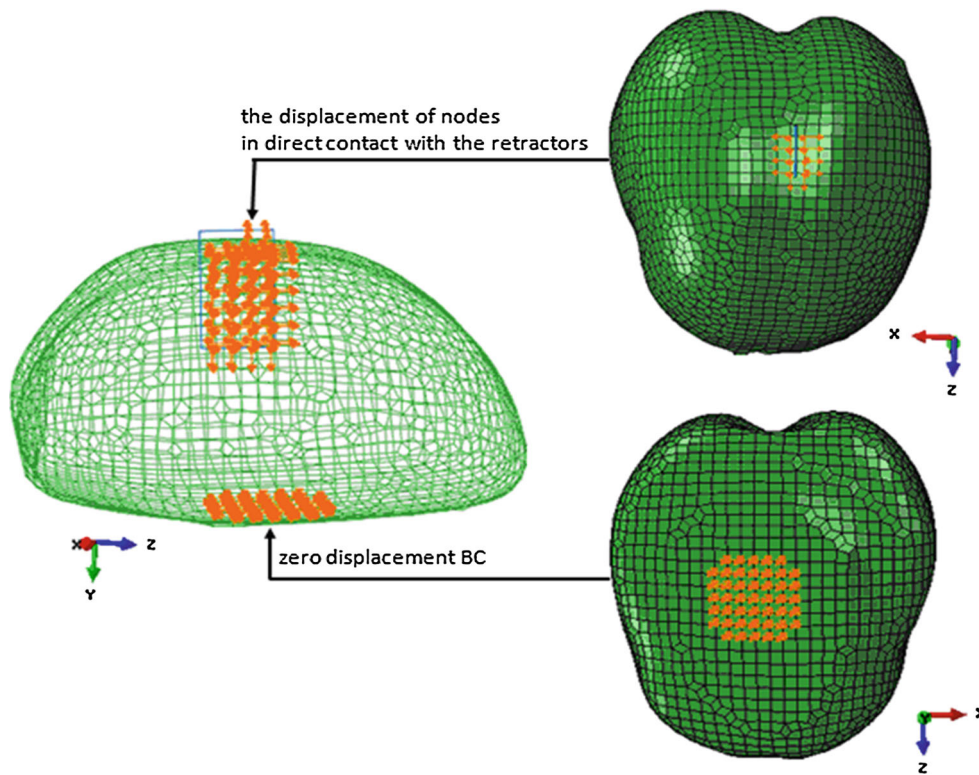 the displacement of nodes
in direct contact with the retractors
X
Z
X
Z
Y
zero displacement BC
Y
X
Z